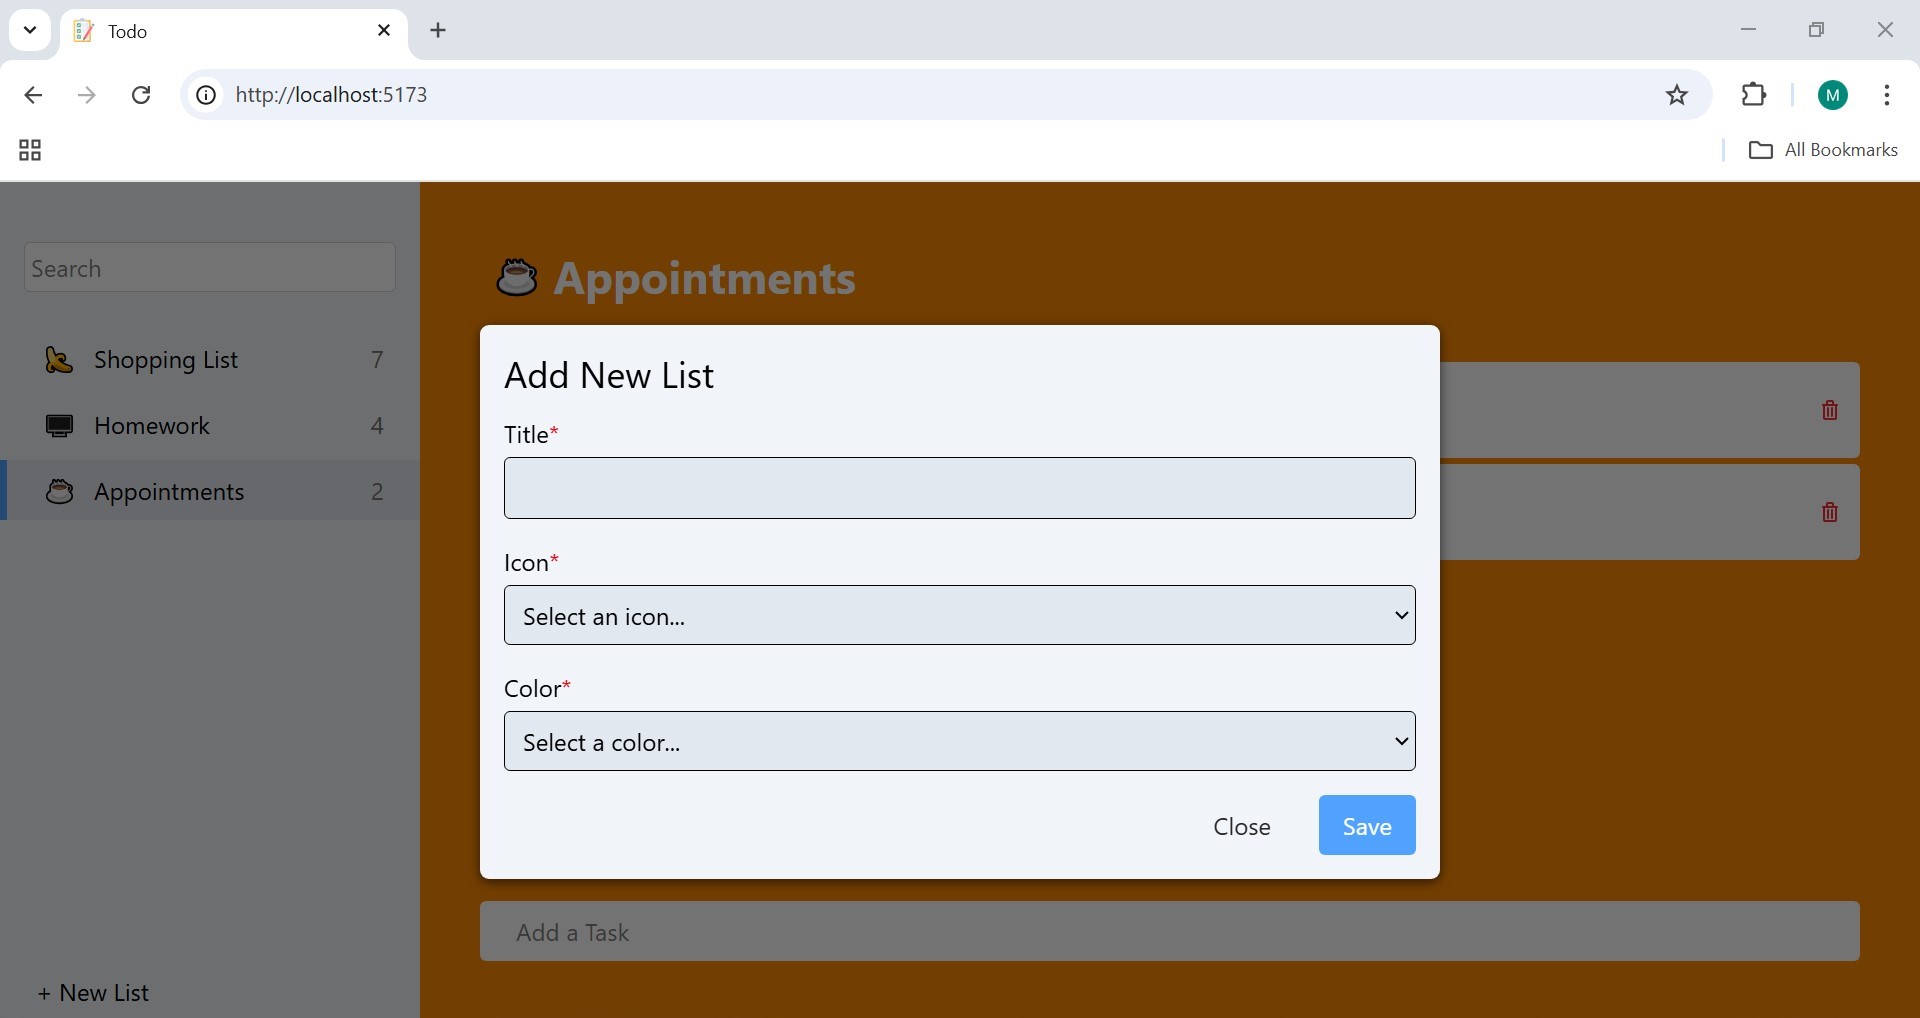 Todo
http://localhost:5173
M
All Bookmarks
Search
Shopping List 7
Homework 4
Appointments 2
+ New List
Appointments
Add New List
Title*
Icon*
Select an icon...
Color*
Select a color...
Close
Save
Add a Task